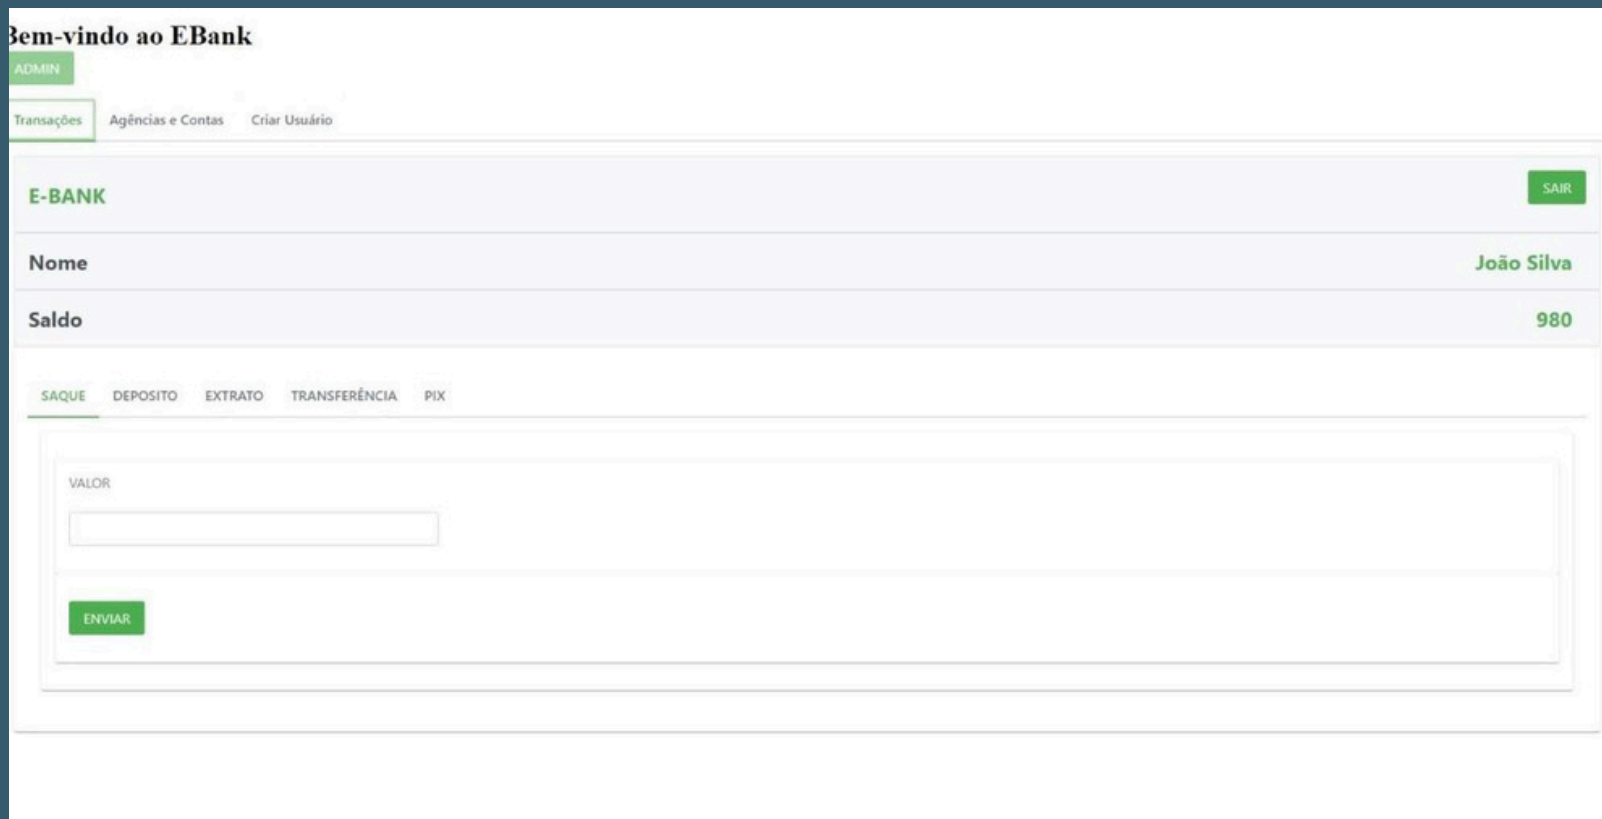 Bem-vindo ao EBank
ADMIN
Transações Agências e Contas Criar Usuário
E-BANK SAIR
Nome João Silva
Saldo 980
SAQUE DEPOSITO EXTRATO TRANSFERÊNCIA PIX
VALOR
ENVIAR